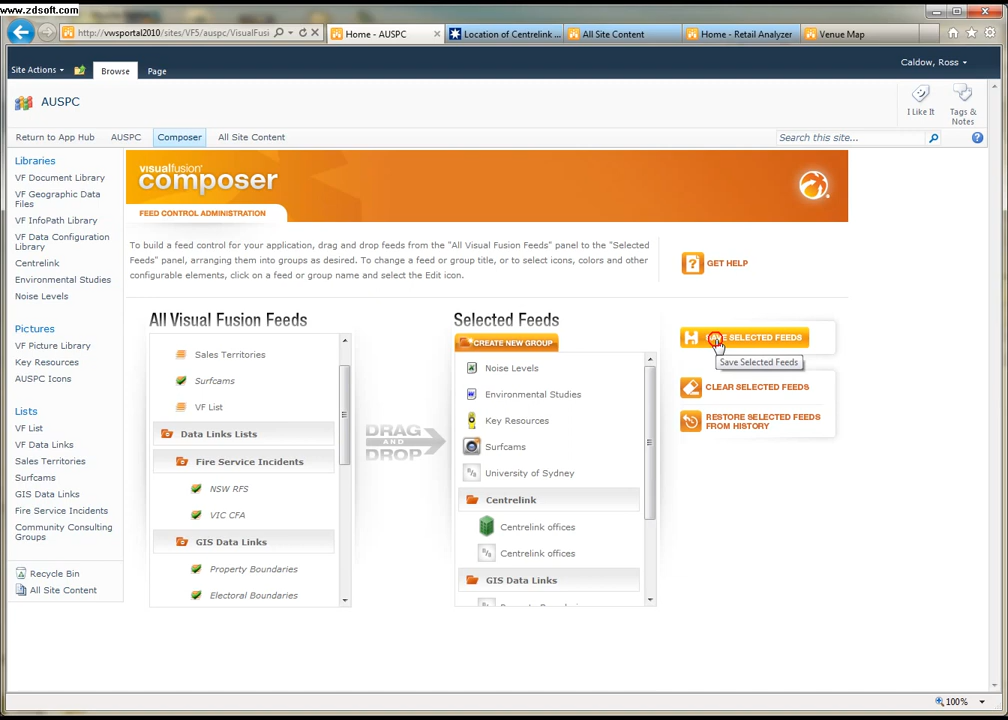 www.zdsoft.com
http://vwsportal2010/sites/VF5/auspc/VisualFusi
Home - AUSPC
Location of Centrelink ...
All Site Content
Home - Retail Analyzer
Venue Map
Site Actions
Browse
Page
Caldow, Ross
AUSPC
I Like It
Tags &
Notes
Return to App Hub
AUSPC
Composer
All Site Content
Search this site...
Libraries
VF Document Library
VF Geographic Data
Files
VF InfoPath Library
VF Data Configuration
Library
Centrelink
Environmental Studies
Noise Levels
Pictures
VF Picture Library
Key Resources
AUSPC Icons
Lists
VF List
VF Data Links
Sales Territories
Surfcams
GIS Data Links
Fire Service Incidents
Community Consulting
Groups
Recycle Bin
All Site Content
visualfusion
composer
FEED CONTROL ADMINISTRATION
To build a feed control for your application, drag and drop feeds from the "All Visual Fusion Feeds" panel to the "Selected
Feeds" panel, arranging them into groups as desired. To change a feed or group title, or to select icons, colors and other
configurable elements, click on a feed or group name and select the Edit icon.
GET HELP
All Visual Fusion Feeds
Sales Territories
Surfcams
VF List
Data Links Lists
Fire Service Incidents
NSW RFS
VIC CFA
GIS Data Links
Property Boundaries
Electoral Boundaries
DRAG
AND
DROP
Selected Feeds
CREATE NEW GROUP
Noise Levels
Environmental Studies
Key Resources
Surfcams
University of Sydney
Centrelink
Centrelink offices
Centrelink offices
GIS Data Links
SELECTED FEEDS
Save Selected Feeds
CLEAR SELECTED FEEDS
RESTORE SELECTED FEEDS
FROM HISTORY
100%